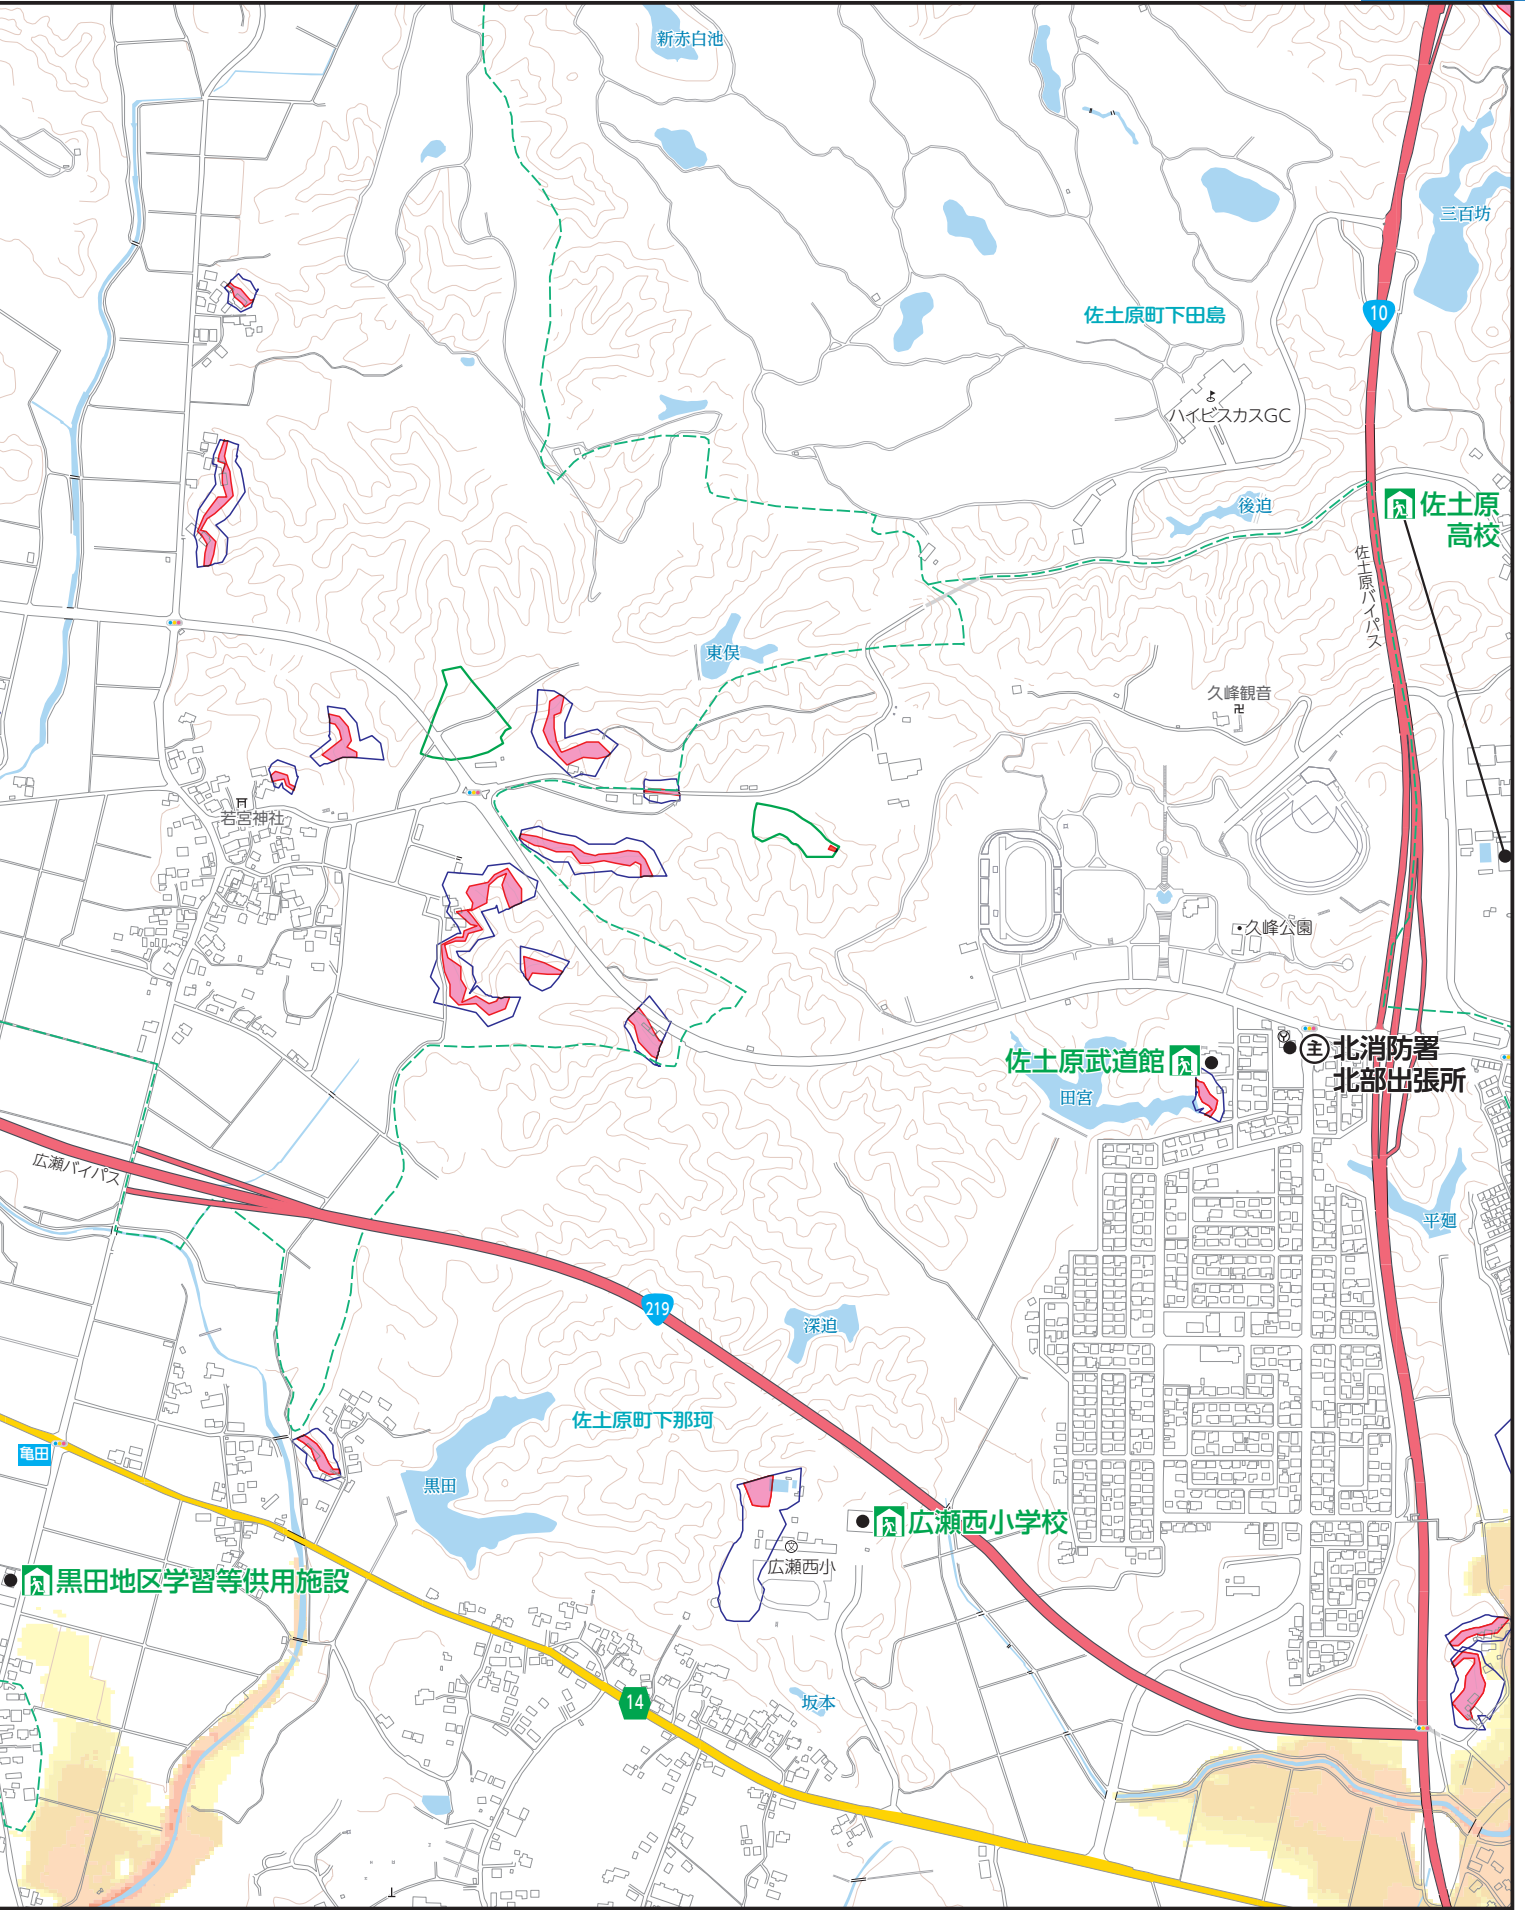 新赤白池
三百坊
佐土原町下田島
10
ハイビスカスGC
後迫
佐土原
高校
佐土原バイパス
東俣
久峰観音
若宮神社
久峰公園
佐土原武道館
主
北消防署
北部出張所
田宮
広瀬バイパス
平廻
219
深迫
佐土原町下那珂
亀田
黒田
広瀬西小学校
広瀬西小
黒田地区学習等供用施設
14
坂本